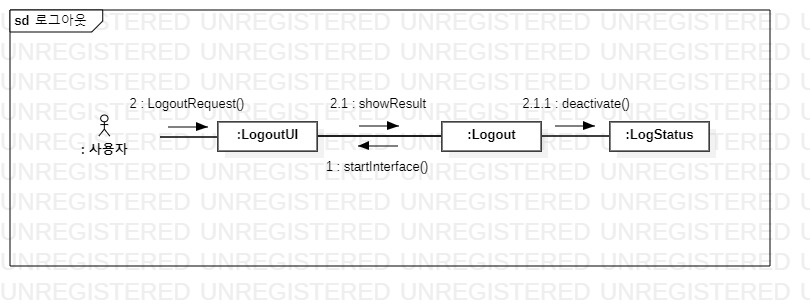 sd 로그아웃
2 : LogoutRequest()
2.1 : showResult
2.1.1 : deactivate()
:LogoutUI
:Logout
:LogStatus
: 사용자
1 : startInterface()
UNREGISTERED UNREGISTERED UNREGISTERED UNREGISTERED